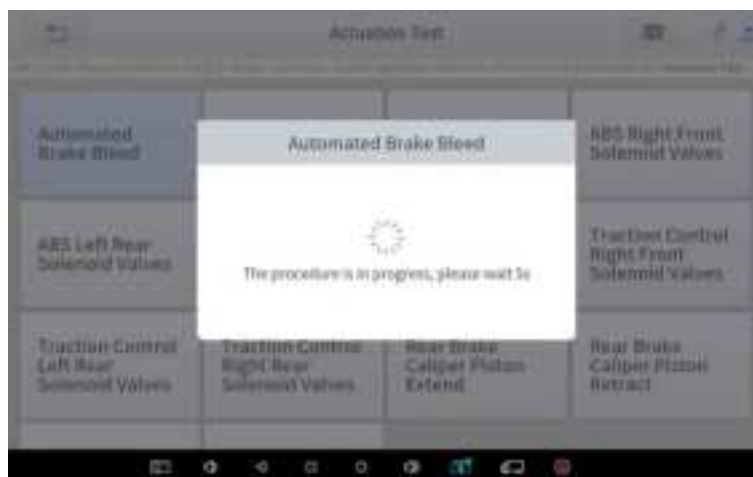 Actuation Test
Automated
Brake Bleed
ABS Right Front
Solenoid Valves
Automated Brake Bleed
The procedure is in progress, please wait 5s
ABS Left Rear
Solenoid Valves
Traction Control
Right Front
Solenoid Valves
Traction Control
Left Rear
Solenoid Valves
Traction Control
Right Rear
Solenoid Valves
Rear Brake
Caliper Piston
Extend
Rear Brake
Caliper Piston
Retract